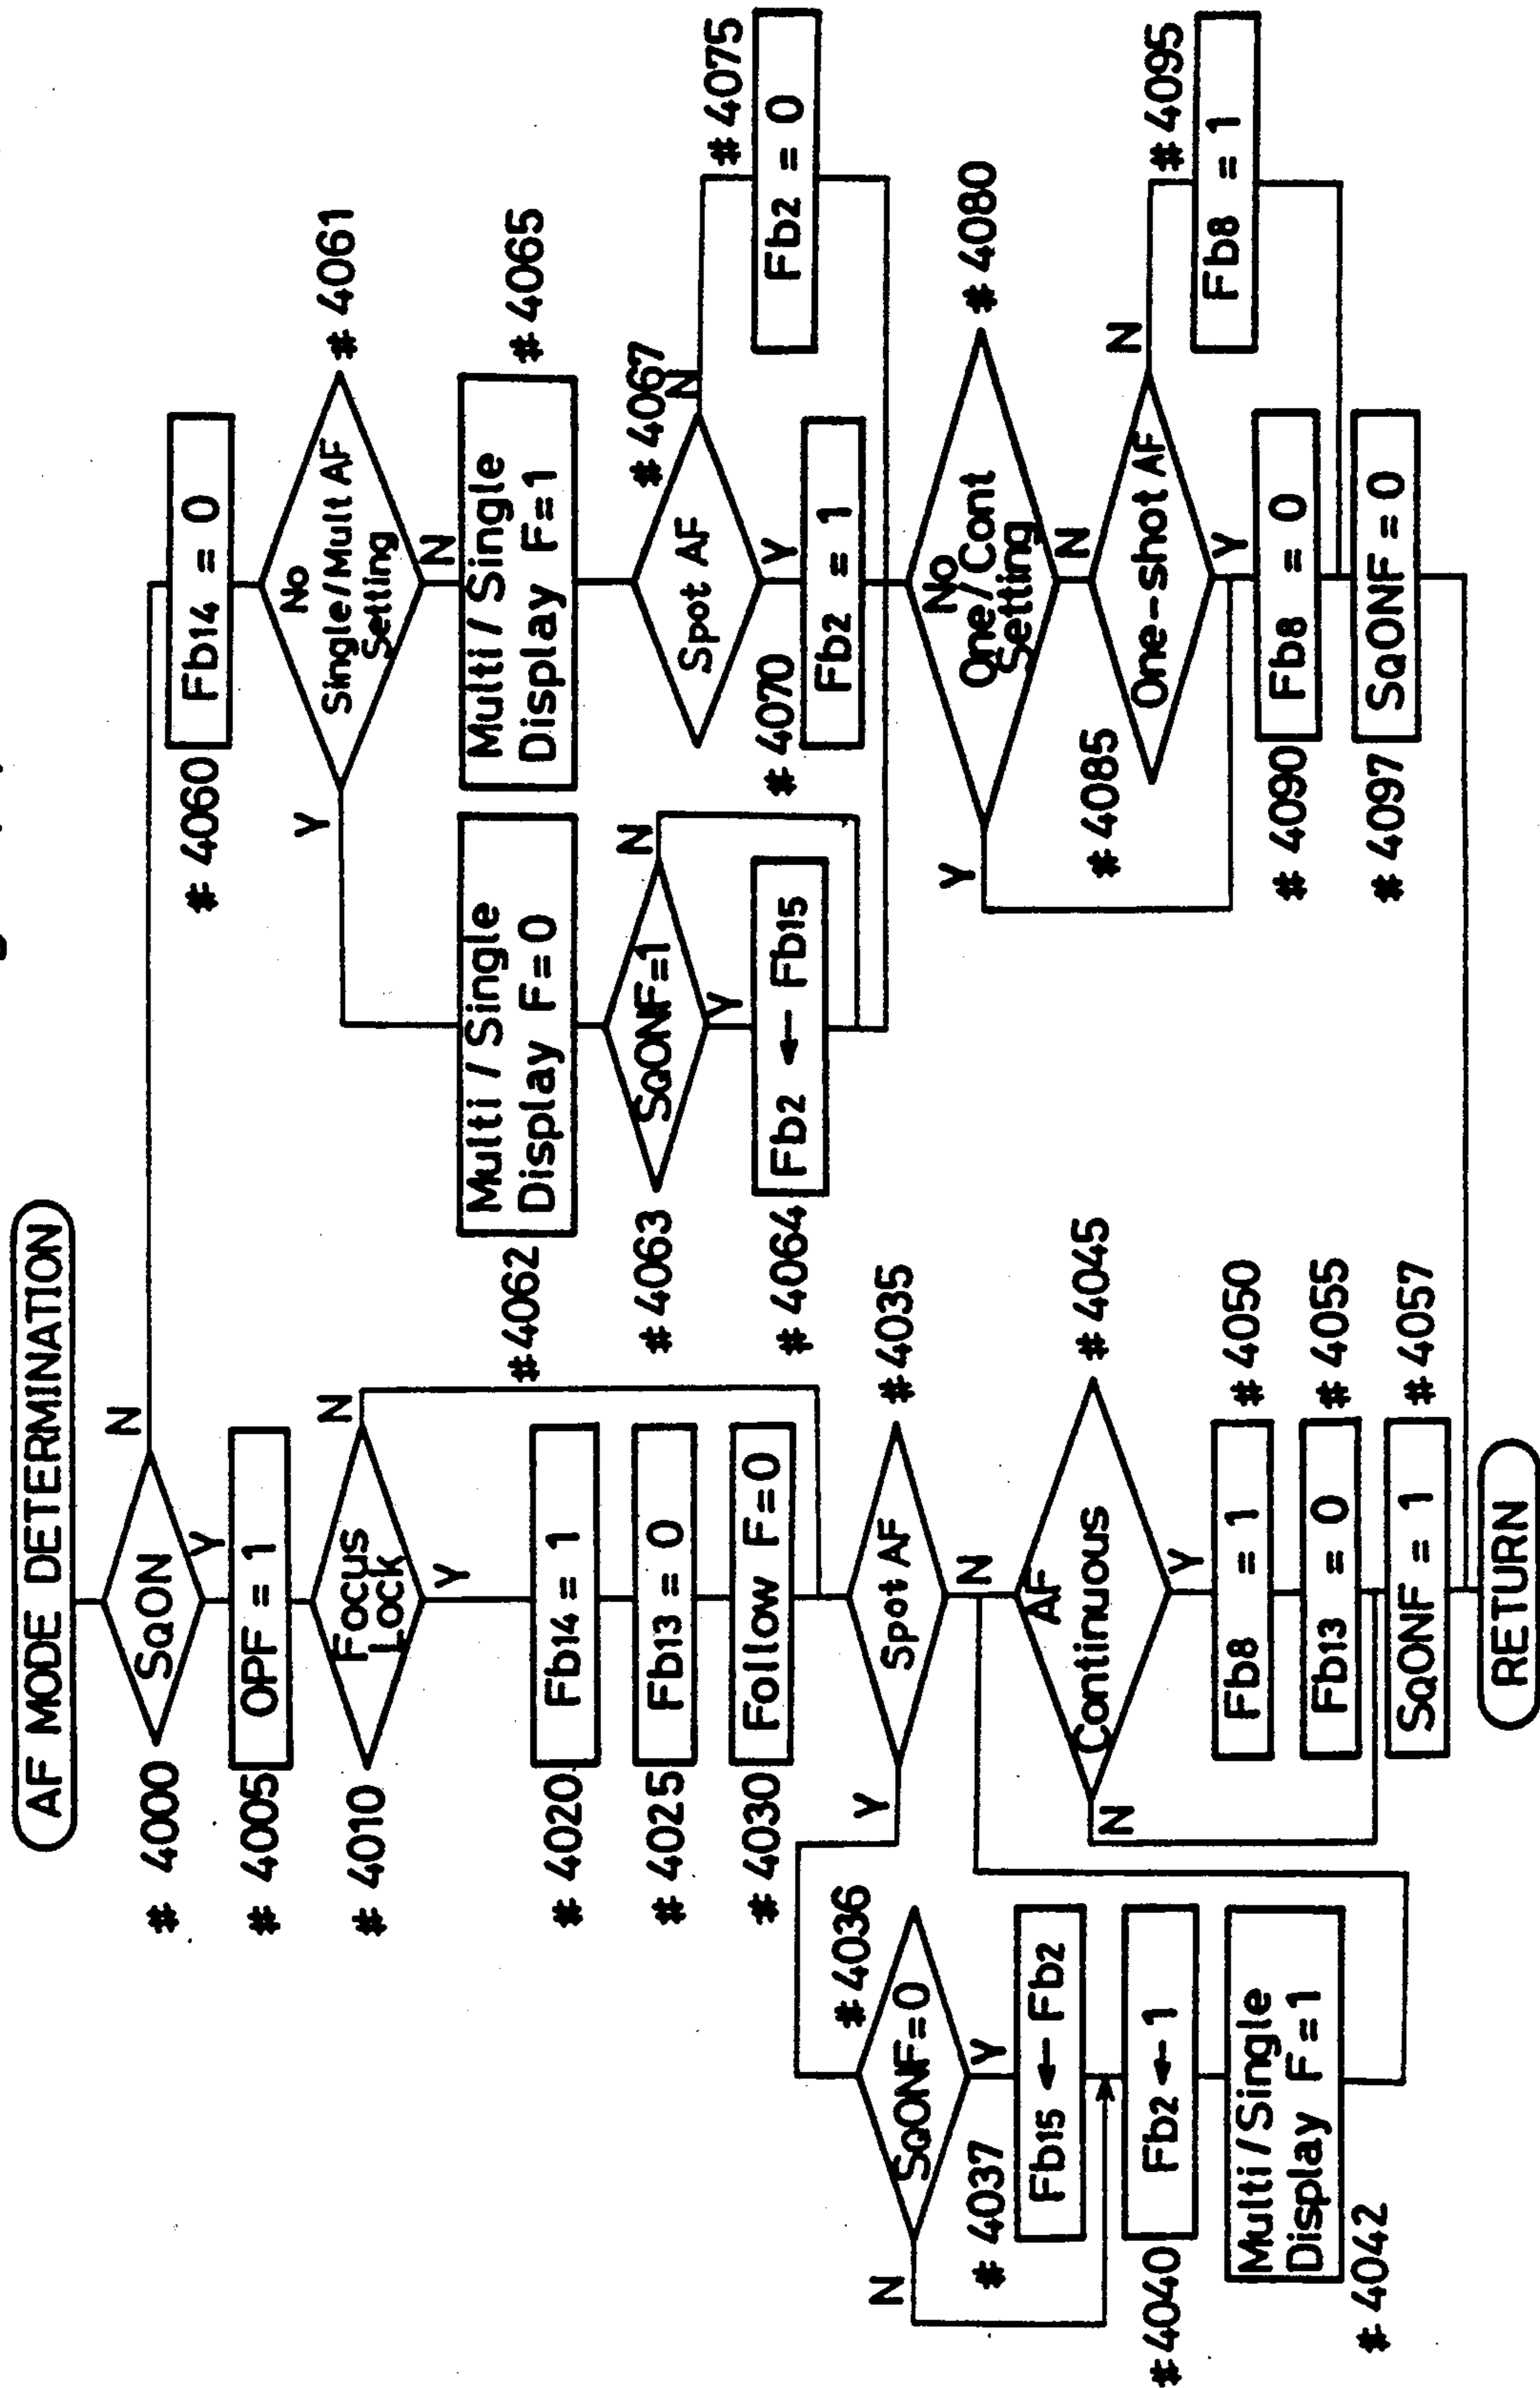 AF MODE DETERMINATION
# 4000
SQON
N
Y
# 4005
OPF = 1
# 4010
Focus
Lock
N
Y
# 4020
Fb14 = 1
# 4025
Fb13 = 0
# 4030
Follow F=0
# 4035
Spot AF
Y
N
# 4036
SQONF=0
N
Y
# 4037
Fb15 ← Fb2
# 4040
Fb2 ← 1
Multi/Single
Display F=1
# 4042
# 4045
AF
Continuous
N
Y
Fb8 = 1
# 4050
Fb13 = 0
# 4055
SQONF = 1
# 4057
RETURN
# 4060
Fb14 = 0
# 4061
No
Single/Mult AF
Setting
Y
N
Multi/Single
Display F=0
# 4062
# 4063
SQONF=1
N
Y
# 4064
Fb2 ← Fb15
Multi/Single
Display F=1
# 4065
# 4067
Spot AF
N
Y
# 4070
Fb2 = 1
# 4075
Fb2 = 0
# 4080
No
One/Cont
Setting
Y
N
# 4085
One-shot AF
N
Y
# 4090
Fb8 = 0
# 4095
Fb8 = 1
# 4097
SQONF = 0